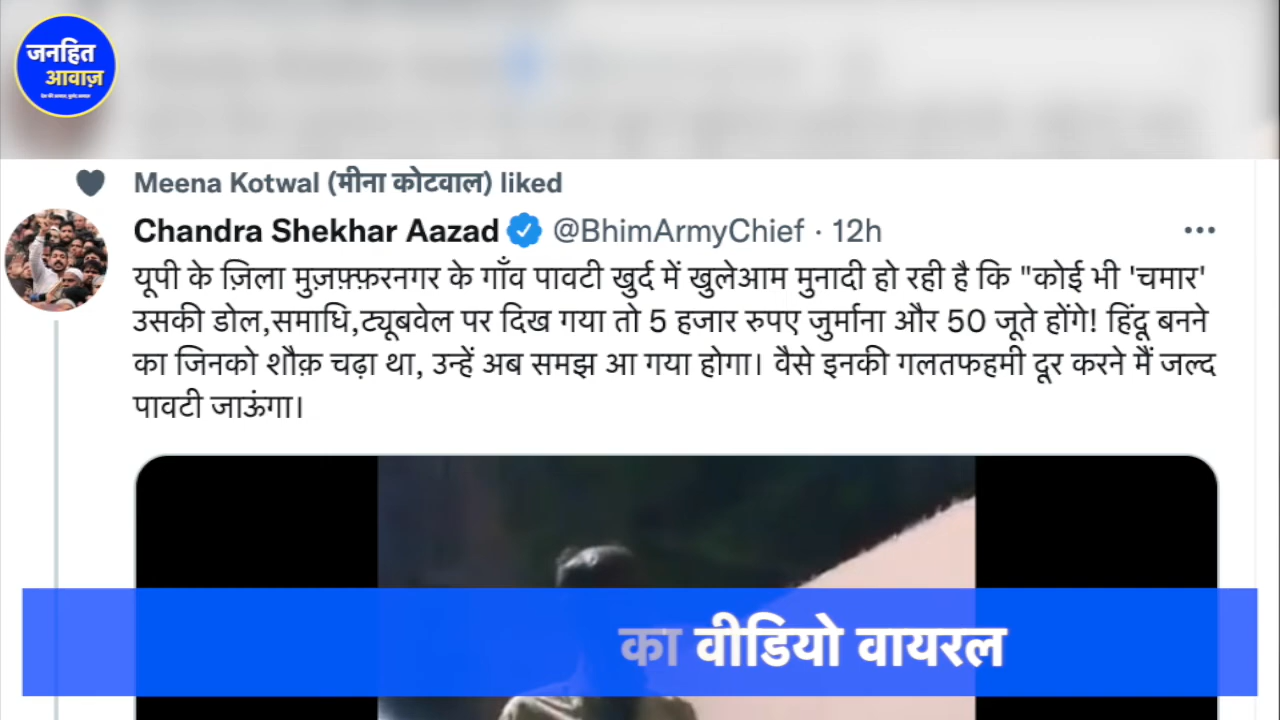 जनहित
आवाज़
Meena Kotwal (मीना कोटवाल) liked
Chandra Shekhar Aazad @BhimArmyChief · 12h
यूपी के ज़िला मुज़फ़्फ़रनगर के गाँव पावटी खुर्द में खुलेआम मुनादी हो रही है कि "कोई भी 'चमार'
उसकी डोल,समाधि,ट्यूबवेल पर दिख गया तो 5 हजार रुपए जुर्माना और 50 जूते होंगे! हिंदू बनने
का जिनको शौक़ चढ़ा था, उन्हें अब समझ आ गया होगा। वैसे इनकी गलतफहमी दूर करने मैं जल्द
पावटी जाऊंगा।
का वीडियो वायरल